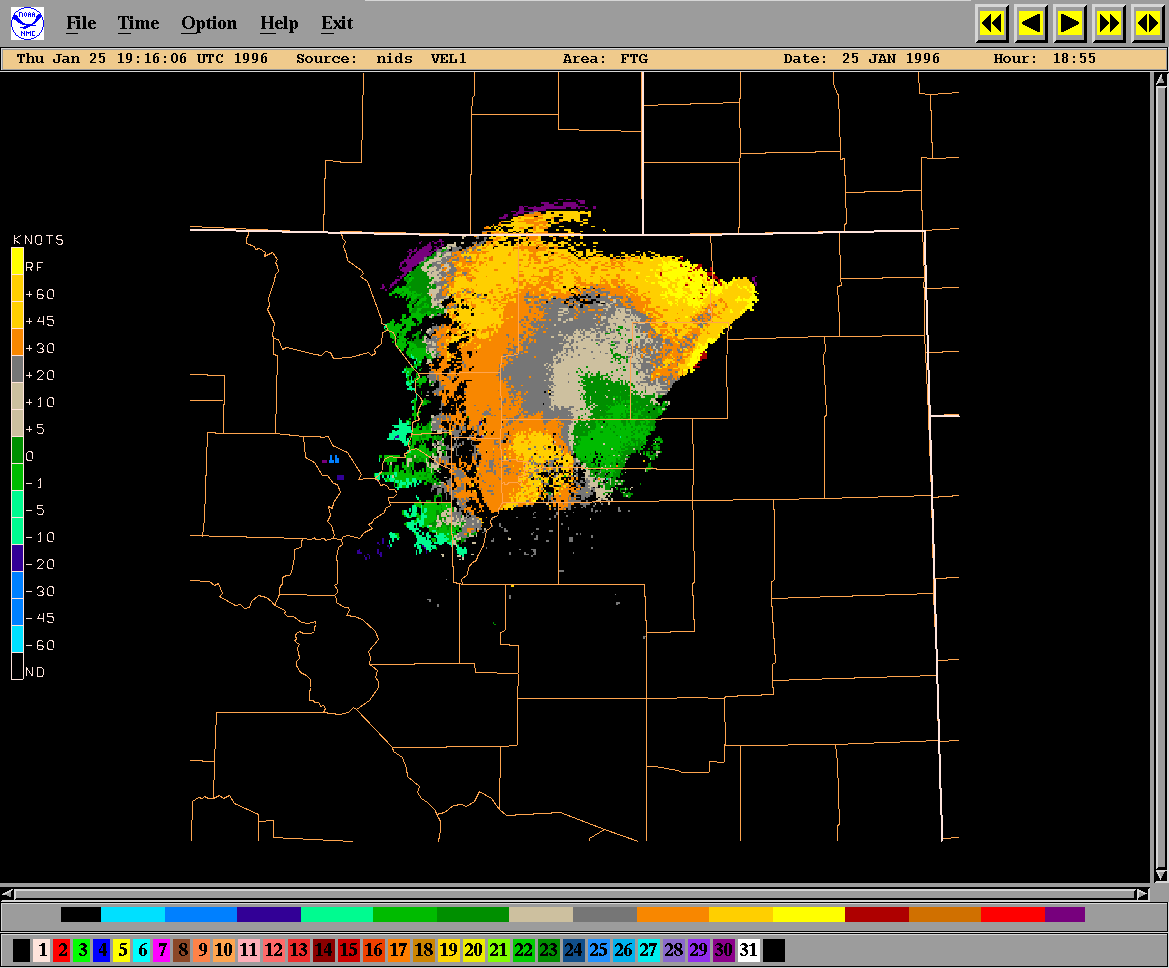 NOAA
NMC
File Time Option Help Exit
Thu Jan 25 19:16:06 UTC 1996 Source: nids VEL1 Area: FTG Date: 25 JAN 1996 Hour: 18:55
KNOTS
RF
+60
+45
+30
+20
+10
+5
0
-1
-5
-10
-20
-30
-45
-60
ND
1 2 3 4 5 6 7 8 9 10 11 12 13 14 15 16 17 18 19 20 21 22 23 24 25 26 27 28 29 30 31